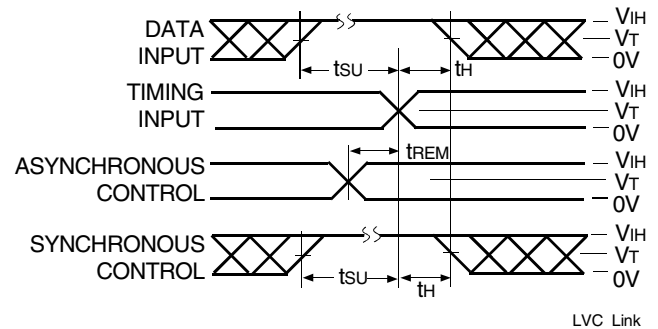 DATA
INPUT
VIH
VT
0V
tSU
tH
TIMING
INPUT
VIH
VT
0V
tREM
ASYNCHRONOUS
CONTROL
VIH
VT
0V
SYNCHRONOUS
CONTROL
VIH
VT
0V
tSU
tH
LVC Link